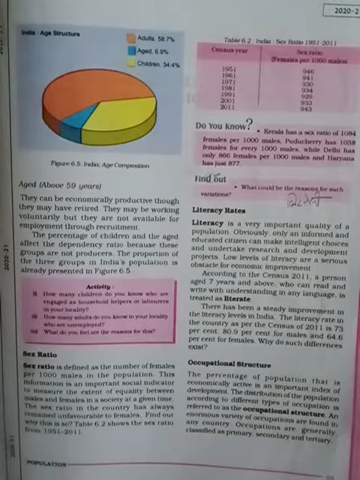 2020-2
India : Age Structure
Adults, 58.7%
Aged, 6.9%
Children, 34.4%
Figure 6.5: India: Age Composition
Aged (Above 59 years)
They can be economically productive though
they may have retired. They may be working
voluntarily but they are not available for
employment through recruitment.
The percentage of children and the aged
affect the dependency ratio because these
groups are not producers. The proportion of
the three groups in India's population is
already presented in Figure 6.5
Activity
(i) How many children do you know who are
engaged as household helpers or labourers
in your locality?
(ii) How many adults do you know in your locality
who are unemployed?
(iii) What do you feel are the reasons for this?
Sex Ratio
Sex ratio is defined as the number of females
per 1000 males in the population. This
information is an important social indicator
to measure the extent of equality between
males and females in a society at a given time.
The sex ratio in the country has always
remained unfavourable to females. Find out
why this is so? Table 6.2 shows the sex ratio
from 1951-2011.
POPULATION
Table 6.2 : India : Sex Ratio 1951-2011
Census year Sex ratio
(Females per 1000 males)
1951 946
1961 941
1971 930
1981 934
1991 929
2001 933
2011 943
Do You Know?
• Kerala has a sex ratio of 1084
females per 1000 males, Puducherry has 1038
females for every 1000 males, while Delhi has
only 866 females per 1000 males and Haryana
has just 877.
Find out
• What could be the reasons for such
variations?
Literacy Rates
Literacy is a very important quality of a
population. Obviously, only an informed and
educated citizen can make intelligent choices
and undertake research and development
projects. Low levels of literacy are a serious
obstacle for economic improvement.
According to the Census 2011, a person
aged 7 years and above, who can read and
write with understanding in any language, is
treated as literate.
There has been a steady improvement in
the literacy levels in India. The literacy rate in
the country as per the Census of 2011 is 73
per cent; 80.9 per cent for males and 64.6
per cent for females. Why do such differences
exist?
Occupational Structure
The percentage of population that is
economically active is an important index of
development. The distribution of the population
according to different types of occupation is
referred to as the occupational structure. An
enormous variety of occupations are found in
any country. Occupations are, generally,
classified as primary, secondary and tertiary.